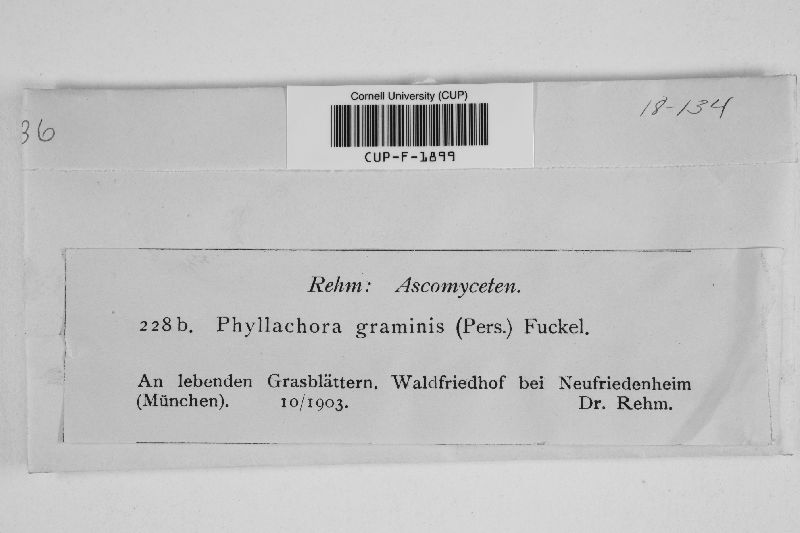 Cornell University (CUP)
CUP-F-1899
18-134
36
Rehm: Ascomyceten.
228b. Phyllachora graminis (Pers.) Fuckel.
An lebenden Grasblättern. Waldfriedhof bei Neufriedenheim
(München). 10/1903. Dr. Rehm.